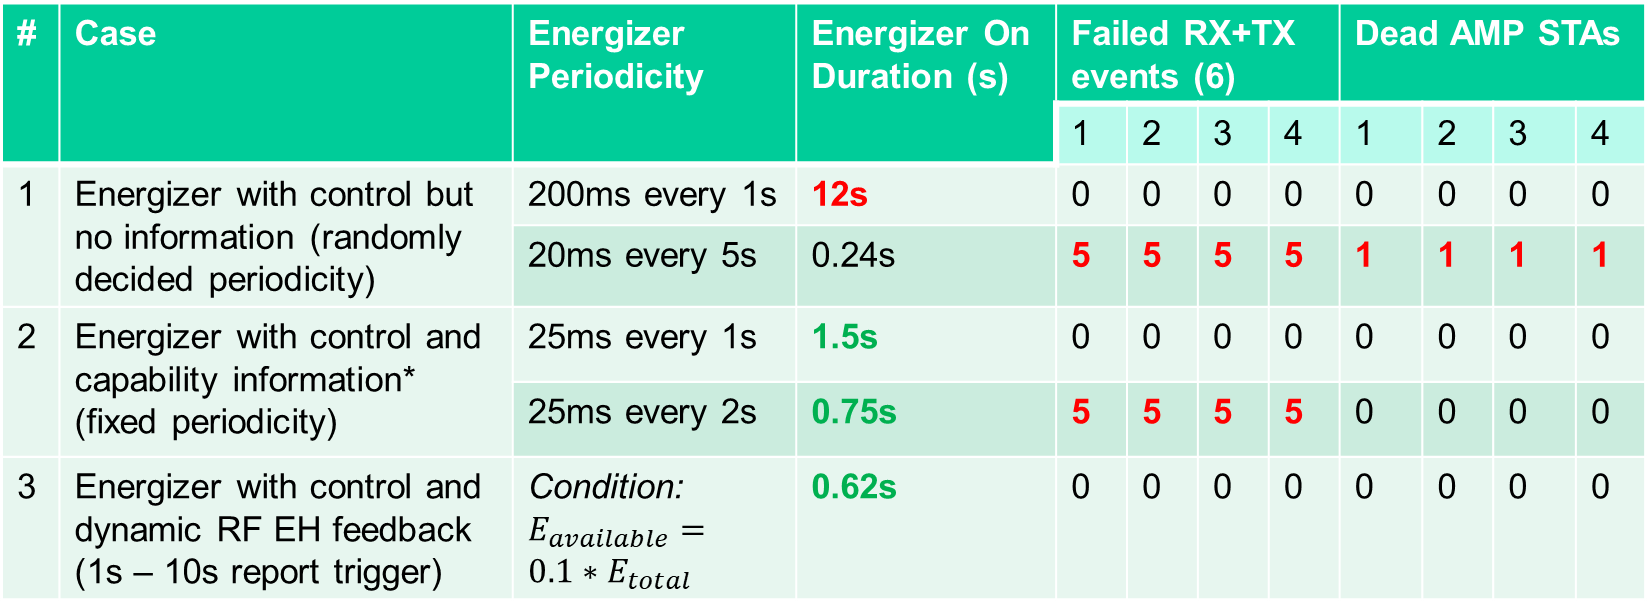 # Case Energizer Periodicity Energizer On Duration (s) Failed RX+TX events (6) Dead AMP STAs
1 2 3 4 1 2 3 4
1 Energizer with control but no information (randomly decided periodicity) 200ms every 1s 12s 0 0 0 0 0 0 0 0
20ms every 5s 0.24s 5 5 5 5 1 1 1 1
2 Energizer with control and capability information* (fixed periodicity) 25ms every 1s 1.5s 0 0 0 0 0 0 0 0
25ms every 2s 0.75s 5 5 5 5 0 0 0 0
3 Energizer with control and dynamic RF EH feedback (1s – 10s report trigger) Condition: E_available = 0.1 * E_total 0.62s 0 0 0 0 0 0 0 0